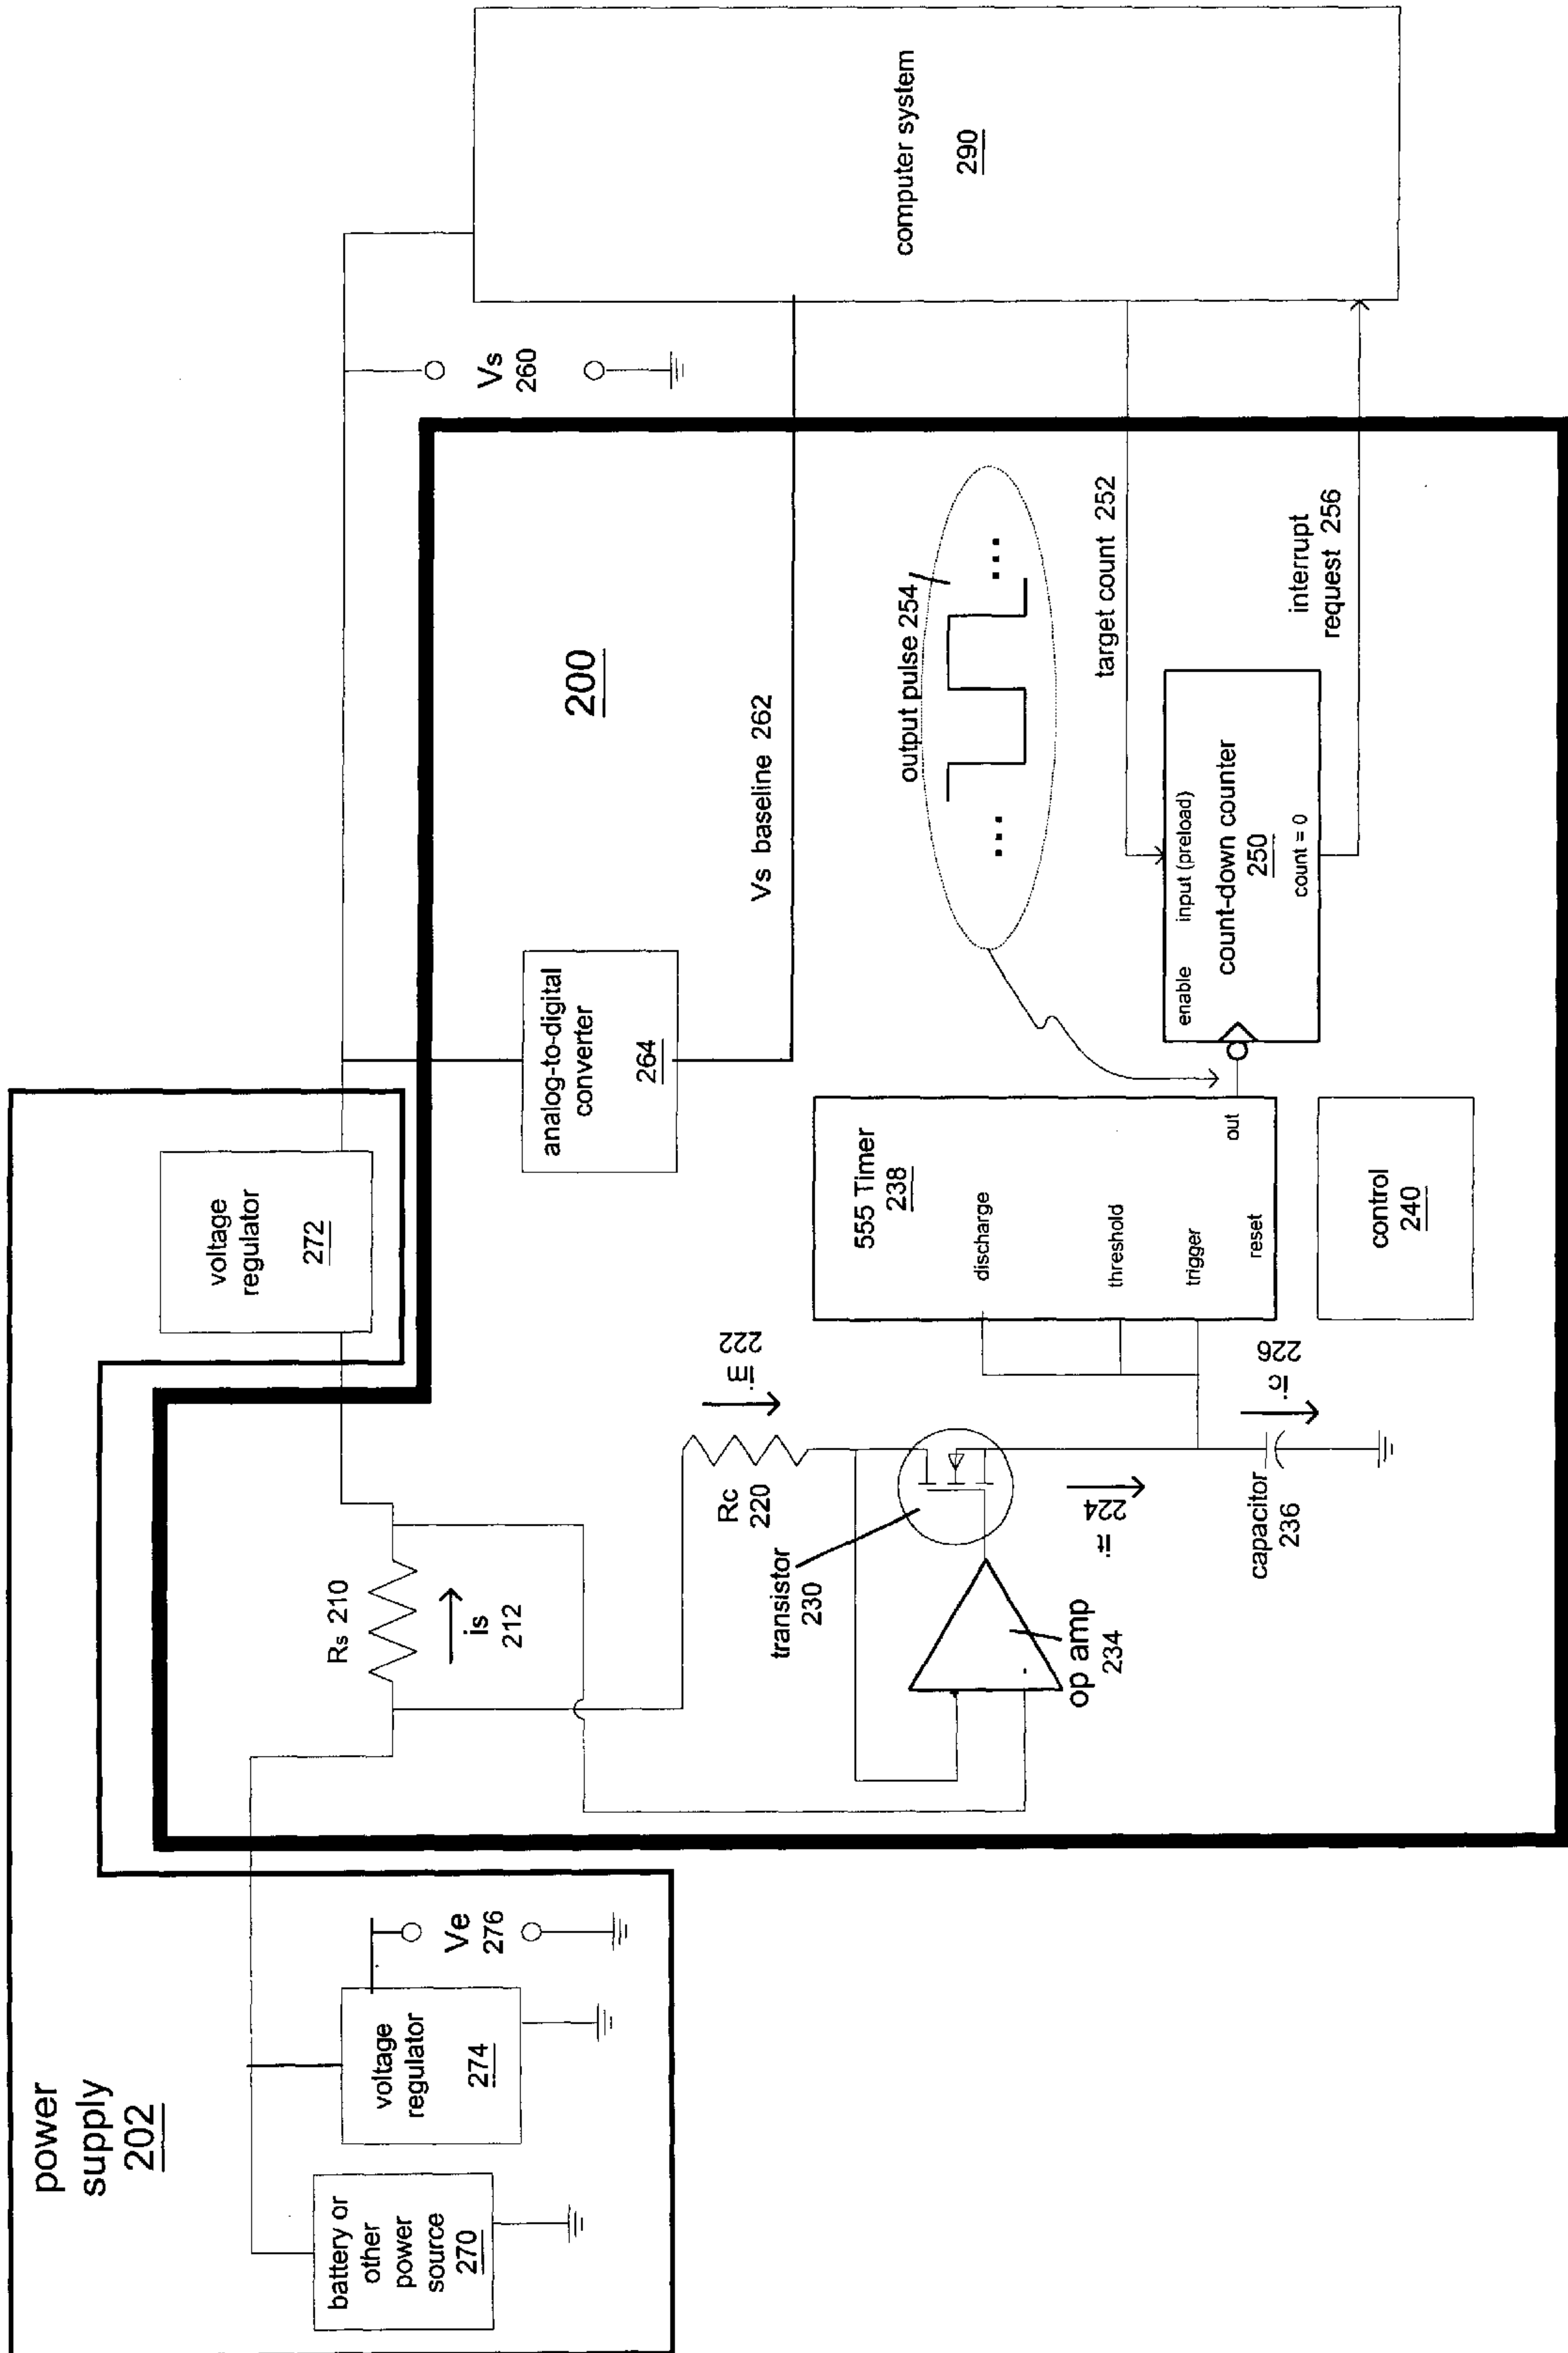 power
supply
202
battery or
other
power
source
270
voltage
regulator
274
Ve
276
Rs 210
is
212
voltage
regulator
272
200
analog-to-digital
converter
264
Vs baseline 262
Vs
260
computer system
290
Rc
220
im
222
transistor
230
op amp
234
it
224
capacitor
236
ic
226
555 Timer
238
discharge
threshold
trigger
reset
out
control
240
output pulse 254
... ...
target count 252
enable input (preload)
count-down counter
250
count = 0
interrupt
request 256